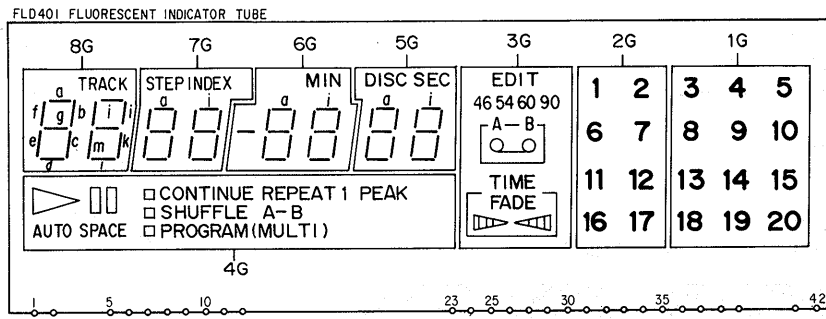 FLD401 FLUORESCENT INDICATOR TUBE
8G 7G 6G 5G 3G 2G 1G
TRACK STEP INDEX MIN DISC SEC
a b c d e f g i i k l m
a i a i a i
EDIT
46 54 60 90
A-B
TIME
FADE
1 2 3 4 5
6 7 8 9 10
11 12 13 14 15
16 17 18 19 20
CONTINUE REPEAT 1 PEAK
SHUFFLE A-B
AUTO SPACE PROGRAM(MULTI)
4G
1 5 10 23 25 30 35 42